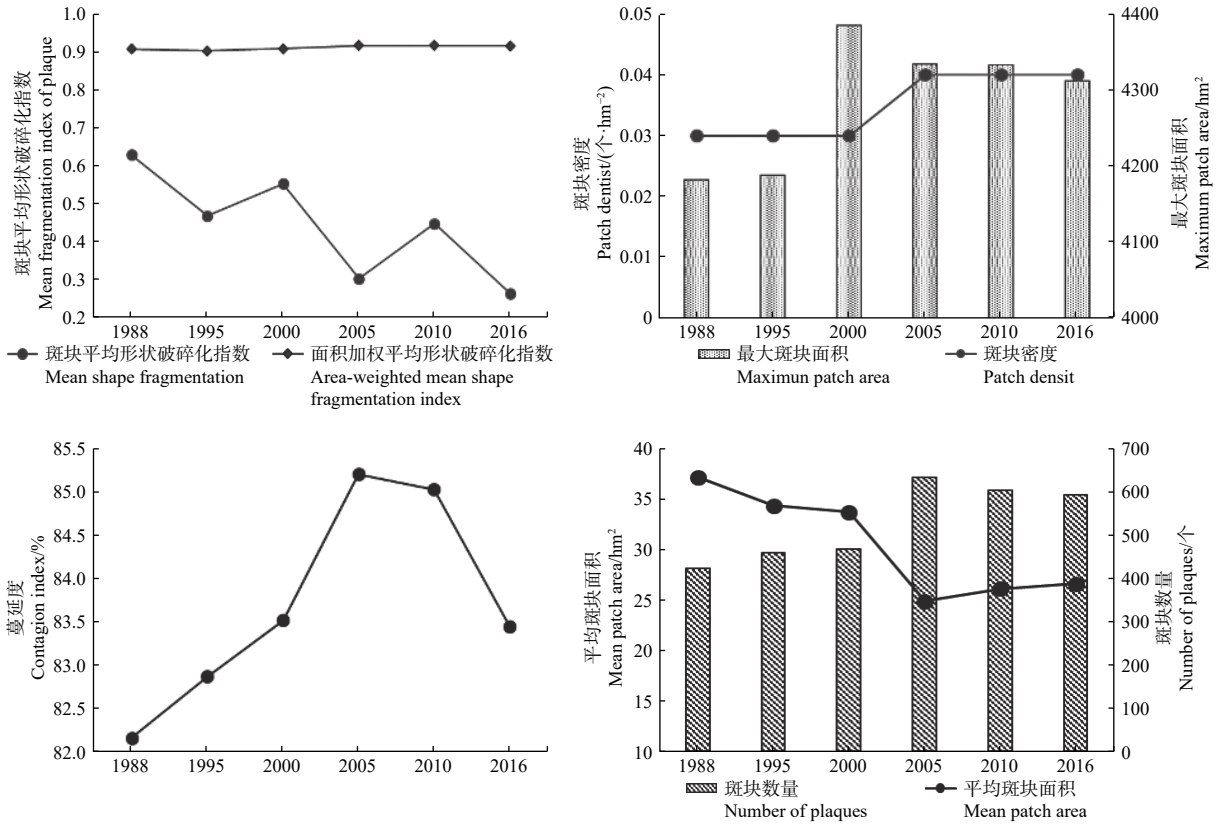 斑块平均形状破碎化指数
Mean fragmentation index of plaque
1.0
0.9
0.8
0.7
0.6
0.5
0.4
0.3
0.2
1988 1995 2000 2005 2010 2016
斑块平均形状破碎化指数 面积加权平均形状破碎化指数
Mean shape fragmentation Area-weighted mean shape
fragmentation index
斑块密度
Patch dentist/(个·hm⁻²)
0.05
0.04
0.03
0.02
0.01
0
4400
4300
4200
4100
4000
最大斑块面积
Maximum patch area/hm²
1988 1995 2000 2005 2010 2016
最大斑块面积 斑块密度
Maximun patch area Patch densit
蔓延度
Contagion index/%
85.5
85.0
84.5
84.0
83.5
83.0
82.5
82.0
1988 1995 2000 2005 2010 2016
平均斑块面积
Mean patch area/hm²
40
35
30
25
20
15
10
700
600
500
400
300
200
100
0
斑块数量
Number of plaques/个
1988 1995 2000 2005 2010 2016
斑块数量 平均斑块面积
Number of plaques Mean patch area